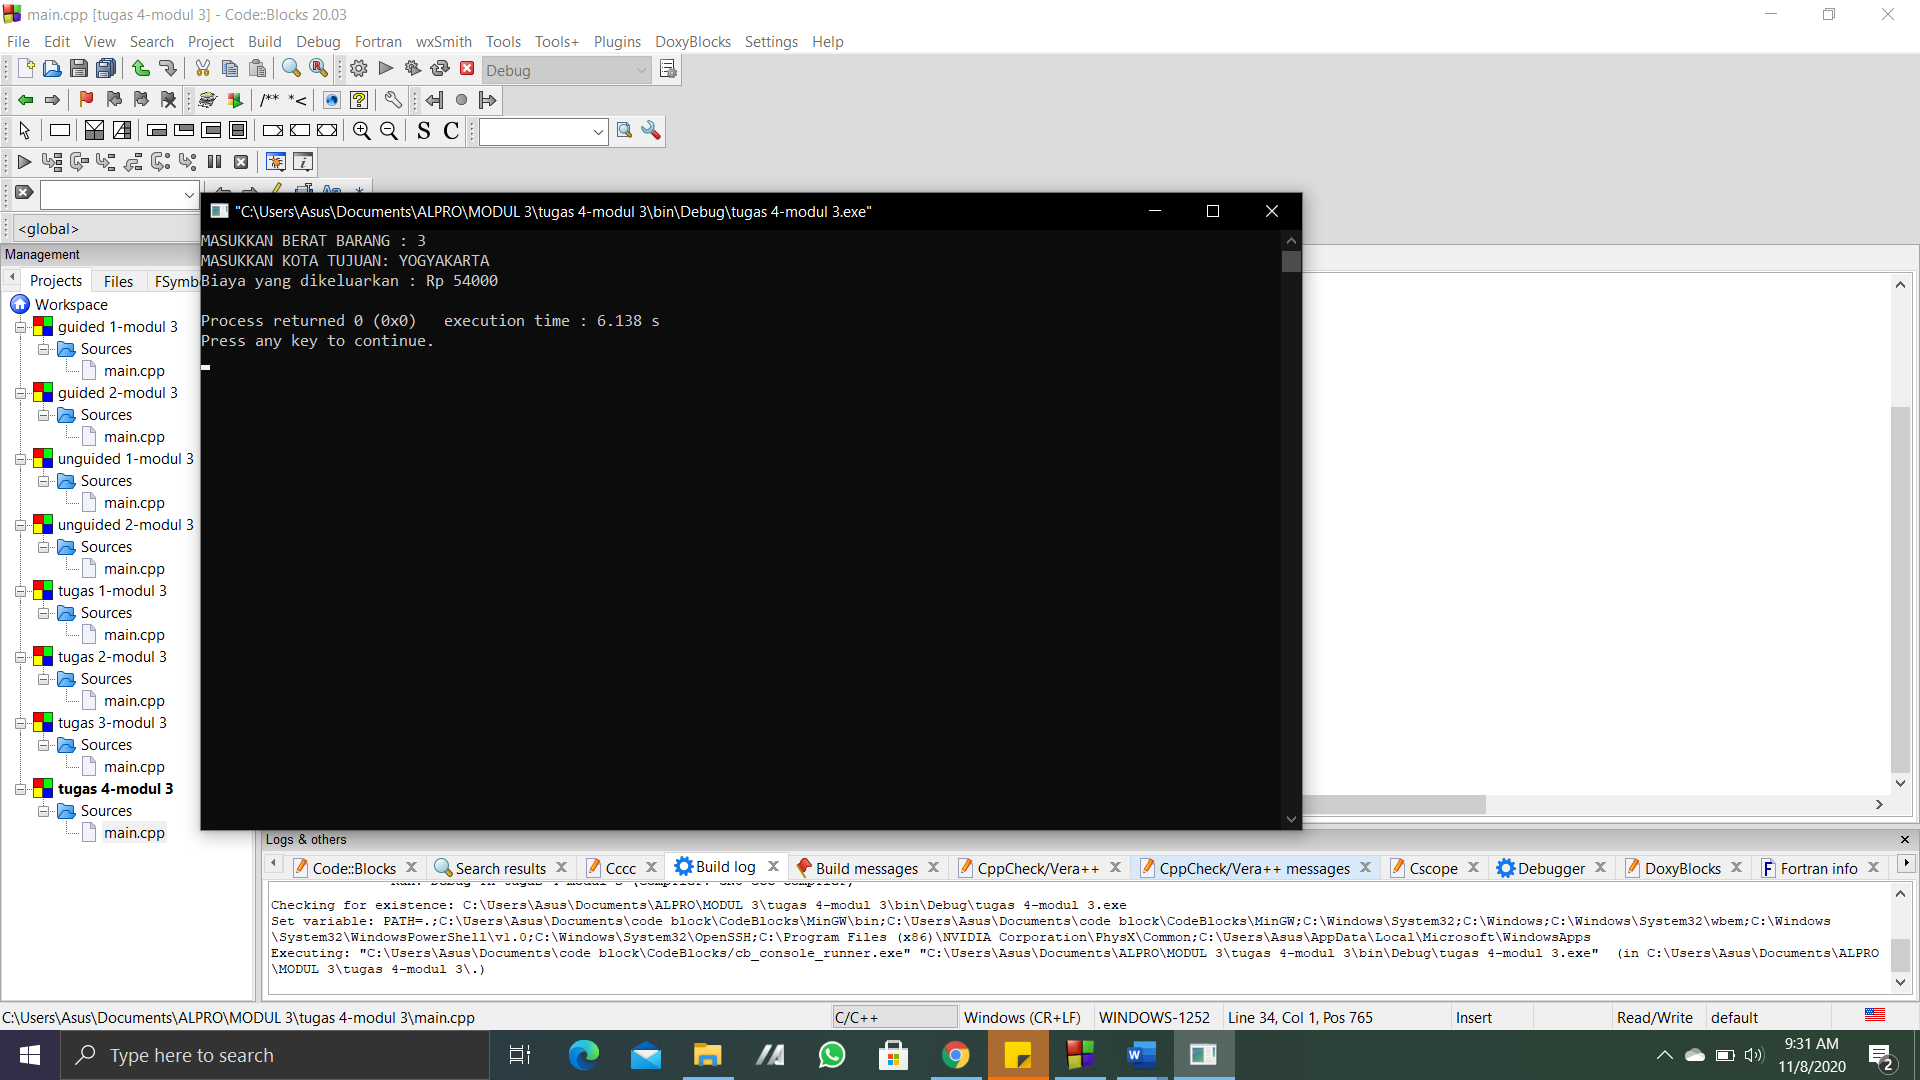 main.cpp [tugas 4-modul 3] - Code::Blocks 20.03
File Edit View Search Project Build Debug Fortran wxSmith Tools Tools+ Plugins DoxyBlocks Settings Help
Debug
/** *<
S C
<global>
"C:\Users\Asus\Documents\ALPRO\MODUL 3\tugas 4-modul 3\bin\Debug\tugas 4-modul 3.exe"
MASUKKAN BERAT BARANG : 3
MASUKKAN KOTA TUJUAN: YOGYAKARTA
Biaya yang dikeluarkan : Rp 54000
Process returned 0 (0x0)   execution time : 6.138 s
Press any key to continue.
Management
Projects Files FSymb
Workspace
guided 1-modul 3
Sources
main.cpp
guided 2-modul 3
Sources
main.cpp
unguided 1-modul 3
Sources
main.cpp
unguided 2-modul 3
Sources
main.cpp
tugas 1-modul 3
Sources
main.cpp
tugas 2-modul 3
Sources
main.cpp
tugas 3-modul 3
Sources
main.cpp
tugas 4-modul 3
Sources
main.cpp
Logs & others
Code::Blocks Search results Cccc Build log Build messages CppCheck/Vera++ CppCheck/Vera++ messages Cscope Debugger DoxyBlocks Fortran info
Checking for existence: C:\Users\Asus\Documents\ALPRO\MODUL 3\tugas 4-modul 3\bin\Debug\tugas 4-modul 3.exe
Set variable: PATH=.;C:\Users\Asus\Documents\code block\CodeBlocks\MinGW\bin;C:\Users\Asus\Documents\code block\CodeBlocks\MinGW;C:\Windows\System32;C:\Windows;C:\Windows\System32\wbem;C:\Windows
\System32\WindowsPowerShell\v1.0;C:\Windows\System32\OpenSSH;C:\Program Files (x86)\NVIDIA Corporation\PhysX\Common;C:\Users\Asus\AppData\Local\Microsoft\WindowsApps
Executing: "C:\Users\Asus\Documents\code block\CodeBlocks/cb_console_runner.exe" "C:\Users\Asus\Documents\ALPRO\MODUL 3\tugas 4-modul 3\bin\Debug\tugas 4-modul 3.exe"  (in C:\Users\Asus\Documents\ALPRO
\MODUL 3\tugas 4-modul 3\.)
C:\Users\Asus\Documents\ALPRO\MODUL 3\tugas 4-modul 3\main.cpp C/C++ Windows (CR+LF) WINDOWS-1252 Line 34, Col 1, Pos 765 Insert Read/Write default
Type here to search
9:31 AM
11/8/2020
2